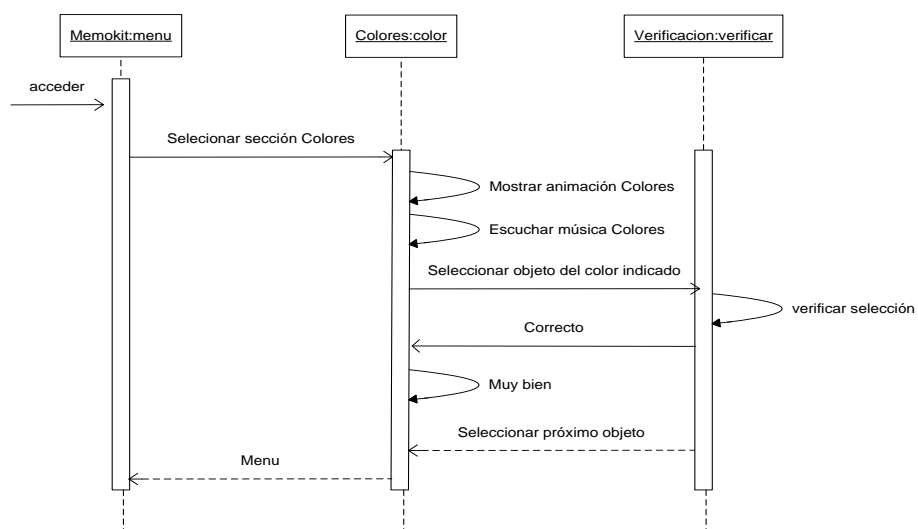 Memokit:menu
Colores:color
Verificacion:verificar
acceder
Selecionar sección Colores
Mostrar animación Colores
Escuchar música Colores
Seleccionar objeto del color indicado
verificar selección
Correcto
Muy bien
Seleccionar próximo objeto
Menu